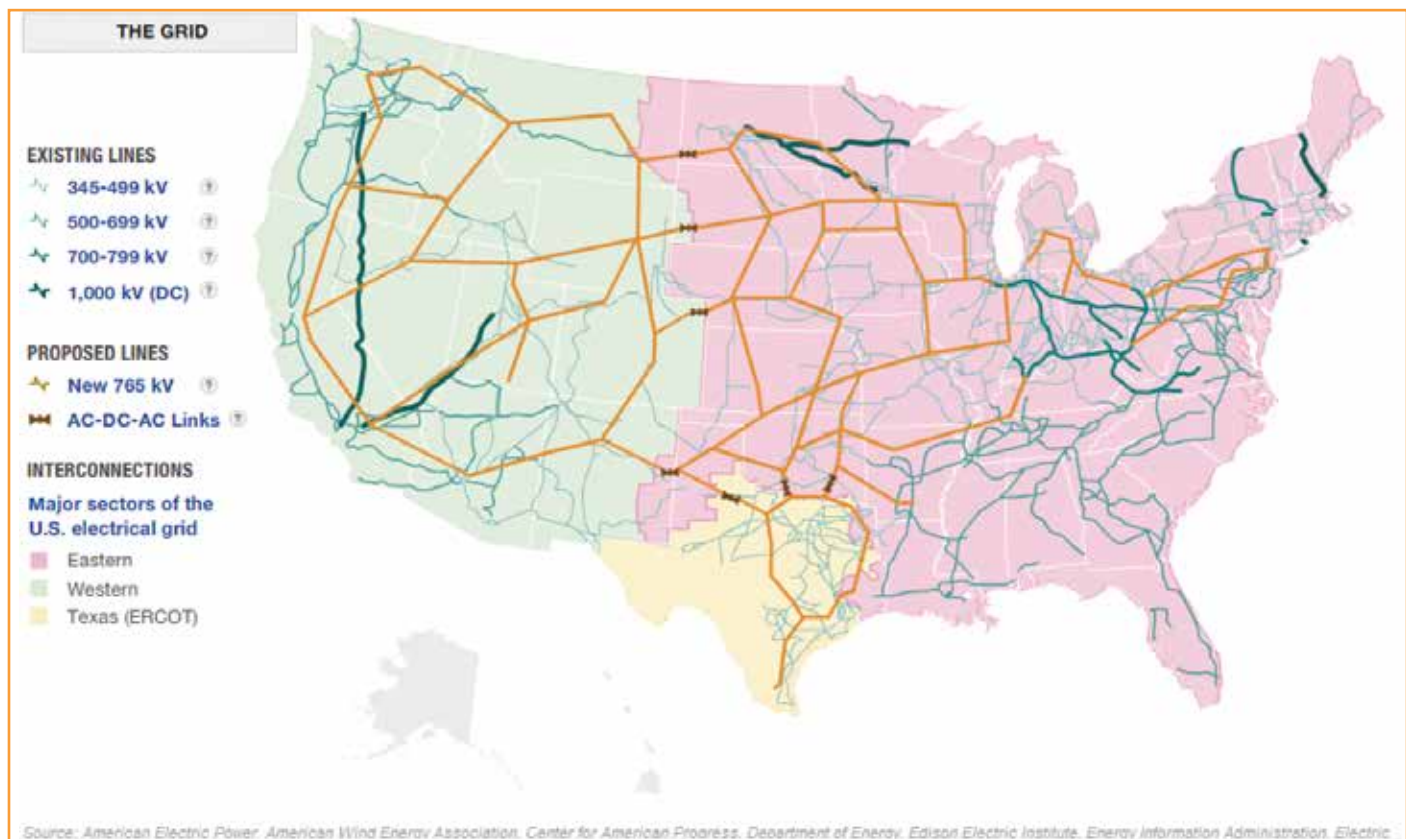 THE GRID
EXISTING LINES
345-499 kV ?
500-699 kV ?
700-799 kV ?
1,000 kV (DC) ?
PROPOSED LINES
New 765 kV ?
AC-DC-AC Links ?
INTERCONNECTIONS
Major sectors of the
U.S. electrical grid
Eastern
Western
Texas (ERCOT)
Source: American Electric Power, American Wind Energy Association, Center for American Progress, Department of Energy, Edison Electric Institute, Energy Information Administration, Electric